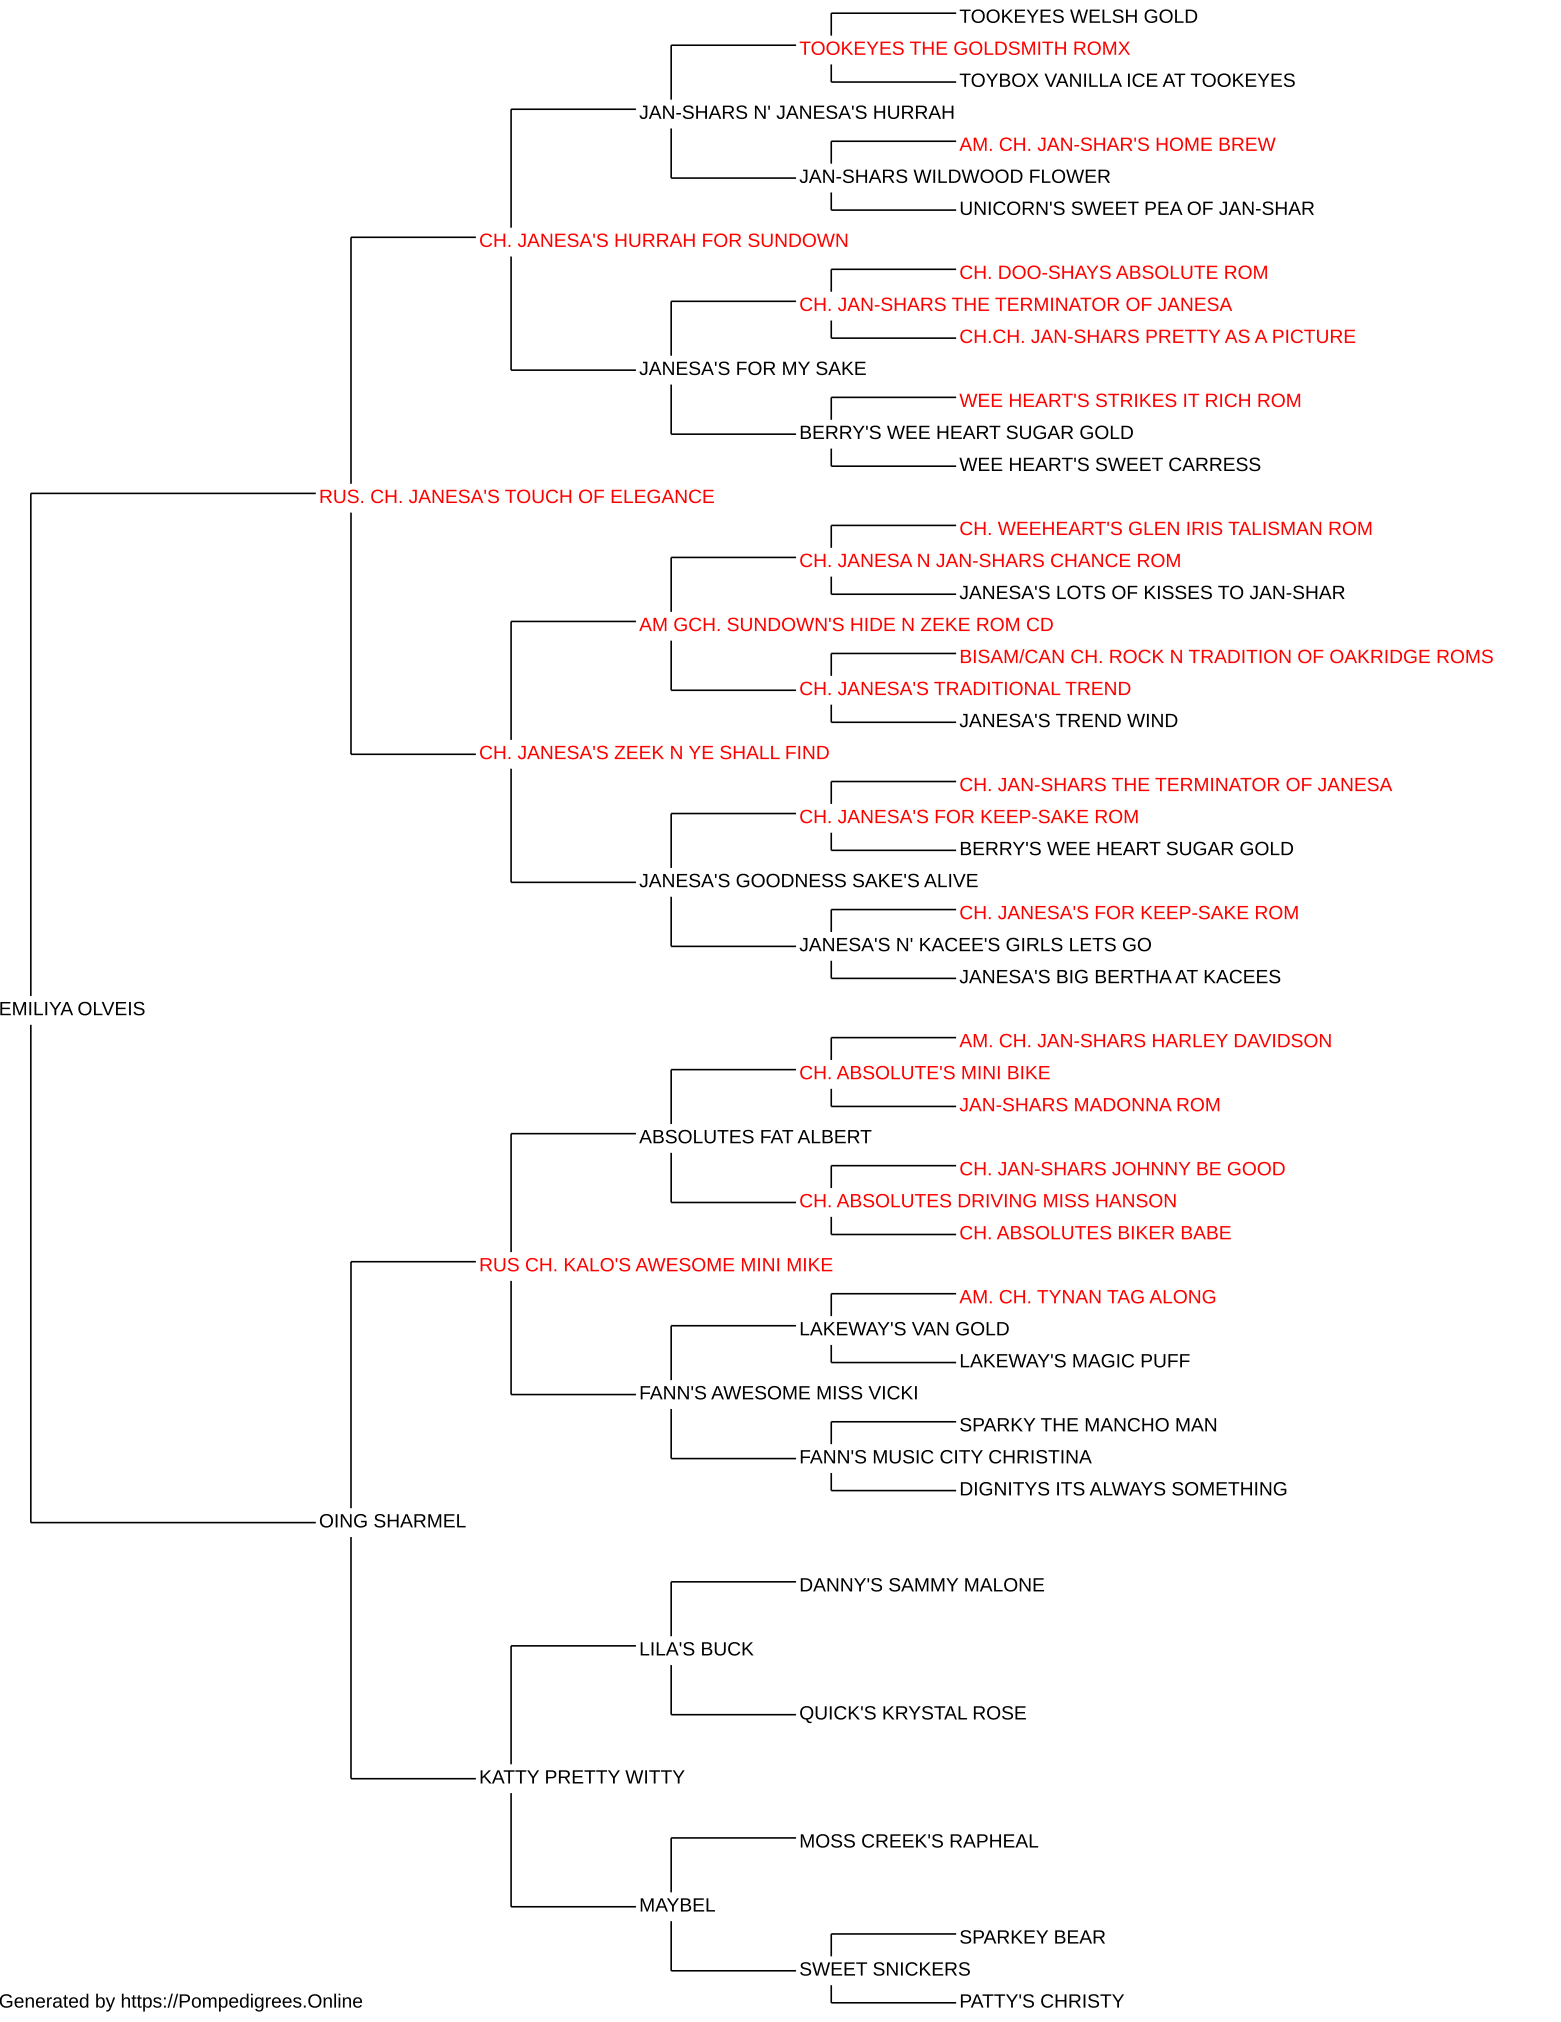 TOOKEYES WELSH GOLD
TOOKEYES THE GOLDSMITH ROMX
TOYBOX VANILLA ICE AT TOOKEYES
JAN-SHARS N' JANESA'S HURRAH
AM. CH. JAN-SHAR'S HOME BREW
JAN-SHARS WILDWOOD FLOWER
UNICORN'S SWEET PEA OF JAN-SHAR
CH. JANESA'S HURRAH FOR SUNDOWN
CH. DOO-SHAYS ABSOLUTE ROM
CH. JAN-SHARS THE TERMINATOR OF JANESA
CH.CH. JAN-SHARS PRETTY AS A PICTURE
JANESA'S FOR MY SAKE
WEE HEART'S STRIKES IT RICH ROM
BERRY'S WEE HEART SUGAR GOLD
WEE HEART'S SWEET CARRESS
RUS. CH. JANESA'S TOUCH OF ELEGANCE
CH. WEEHEART'S GLEN IRIS TALISMAN ROM
CH. JANESA N JAN-SHARS CHANCE ROM
JANESA'S LOTS OF KISSES TO JAN-SHAR
AM GCH. SUNDOWN'S HIDE N ZEKE ROM CD
BISAM/CAN CH. ROCK N TRADITION OF OAKRIDGE ROMS
CH. JANESA'S TRADITIONAL TREND
JANESA'S TREND WIND
CH. JANESA'S ZEEK N YE SHALL FIND
CH. JAN-SHARS THE TERMINATOR OF JANESA
CH. JANESA'S FOR KEEP-SAKE ROM
BERRY'S WEE HEART SUGAR GOLD
JANESA'S GOODNESS SAKE'S ALIVE
CH. JANESA'S FOR KEEP-SAKE ROM
JANESA'S N' KACEE'S GIRLS LETS GO
JANESA'S BIG BERTHA AT KACEES
EMILIYA OLVEIS
AM. CH. JAN-SHARS HARLEY DAVIDSON
CH. ABSOLUTE'S MINI BIKE
JAN-SHARS MADONNA ROM
ABSOLUTES FAT ALBERT
CH. JAN-SHARS JOHNNY BE GOOD
CH. ABSOLUTES DRIVING MISS HANSON
CH. ABSOLUTES BIKER BABE
RUS CH. KALO'S AWESOME MINI MIKE
AM. CH. TYNAN TAG ALONG
LAKEWAY'S VAN GOLD
LAKEWAY'S MAGIC PUFF
FANN'S AWESOME MISS VICKI
SPARKY THE MANCHO MAN
FANN'S MUSIC CITY CHRISTINA
DIGNITYS ITS ALWAYS SOMETHING
OING SHARMEL
DANNY'S SAMMY MALONE
LILA'S BUCK
QUICK'S KRYSTAL ROSE
KATTY PRETTY WITTY
MOSS CREEK'S RAPHEAL
MAYBEL
SPARKEY BEAR
SWEET SNICKERS
PATTY'S CHRISTY
Generated by https://Pompedigrees.Online